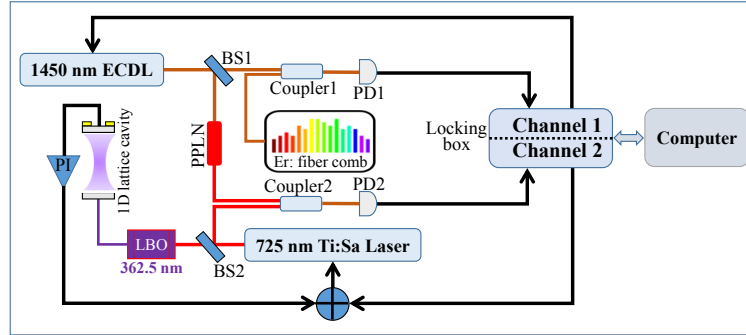 1450 nm ECDL
BS1
Coupler1
PD1
Er: fiber comb
PPLN
Locking
box
Channel 1
Channel 2
Computer
PI
1D lattice cavity
Coupler2
PD2
LBO
362.5 nm
BS2
725 nm Ti:Sa Laser